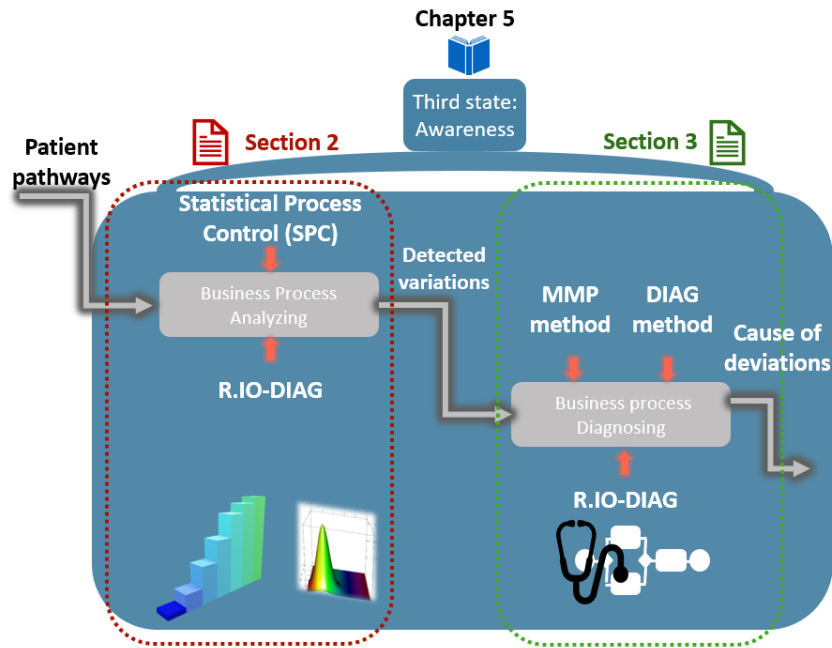 Chapter 5
Third state:
Awareness
Section 2
Section 3
Patient
pathways
Statistical Process
Control (SPC)
Business Process
Analyzing
R.IO-DIAG
Detected
variations
MMP
method
DIAG
method
Business process
Diagnosing
R.IO-DIAG
Cause of
deviations